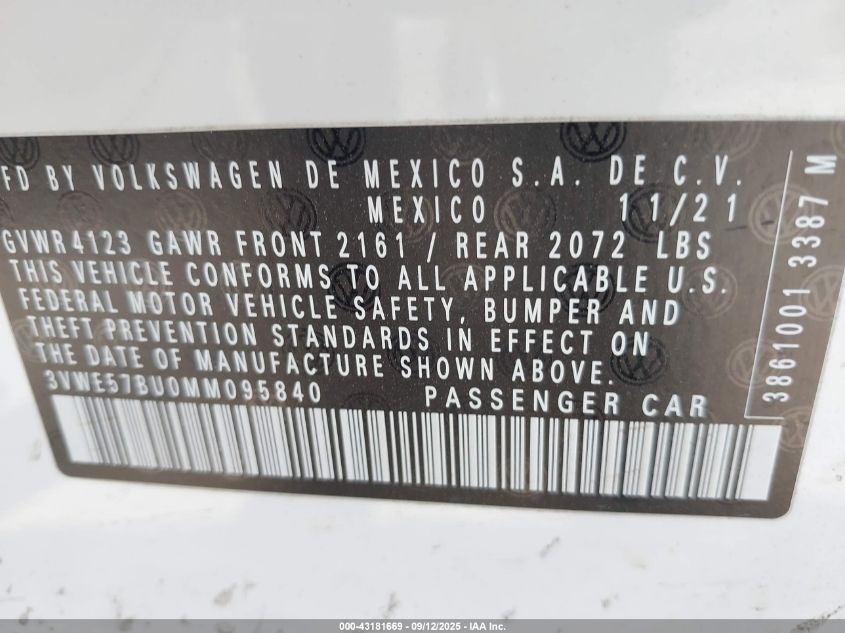 FD BY VOLKSWAGEN DE MEXICO S.A. DE C.V.
MEXICO 11/21
GVWR 4123 GAWR FRONT 2161 / REAR 2072 LBS
THIS VEHICLE CONFORMS TO ALL APPLICABLE U.S.
FEDERAL MOTOR VEHICLE SAFETY, BUMPER AND
THEFT PREVENTION STANDARDS IN EFFECT ON
THE DATE OF MANUFACTURE SHOWN ABOVE.
3VWE57BU0MM095840 PASSENGER CAR
3861001 3387 M
000-43181669 - 09/12/2025 - IAA Inc.